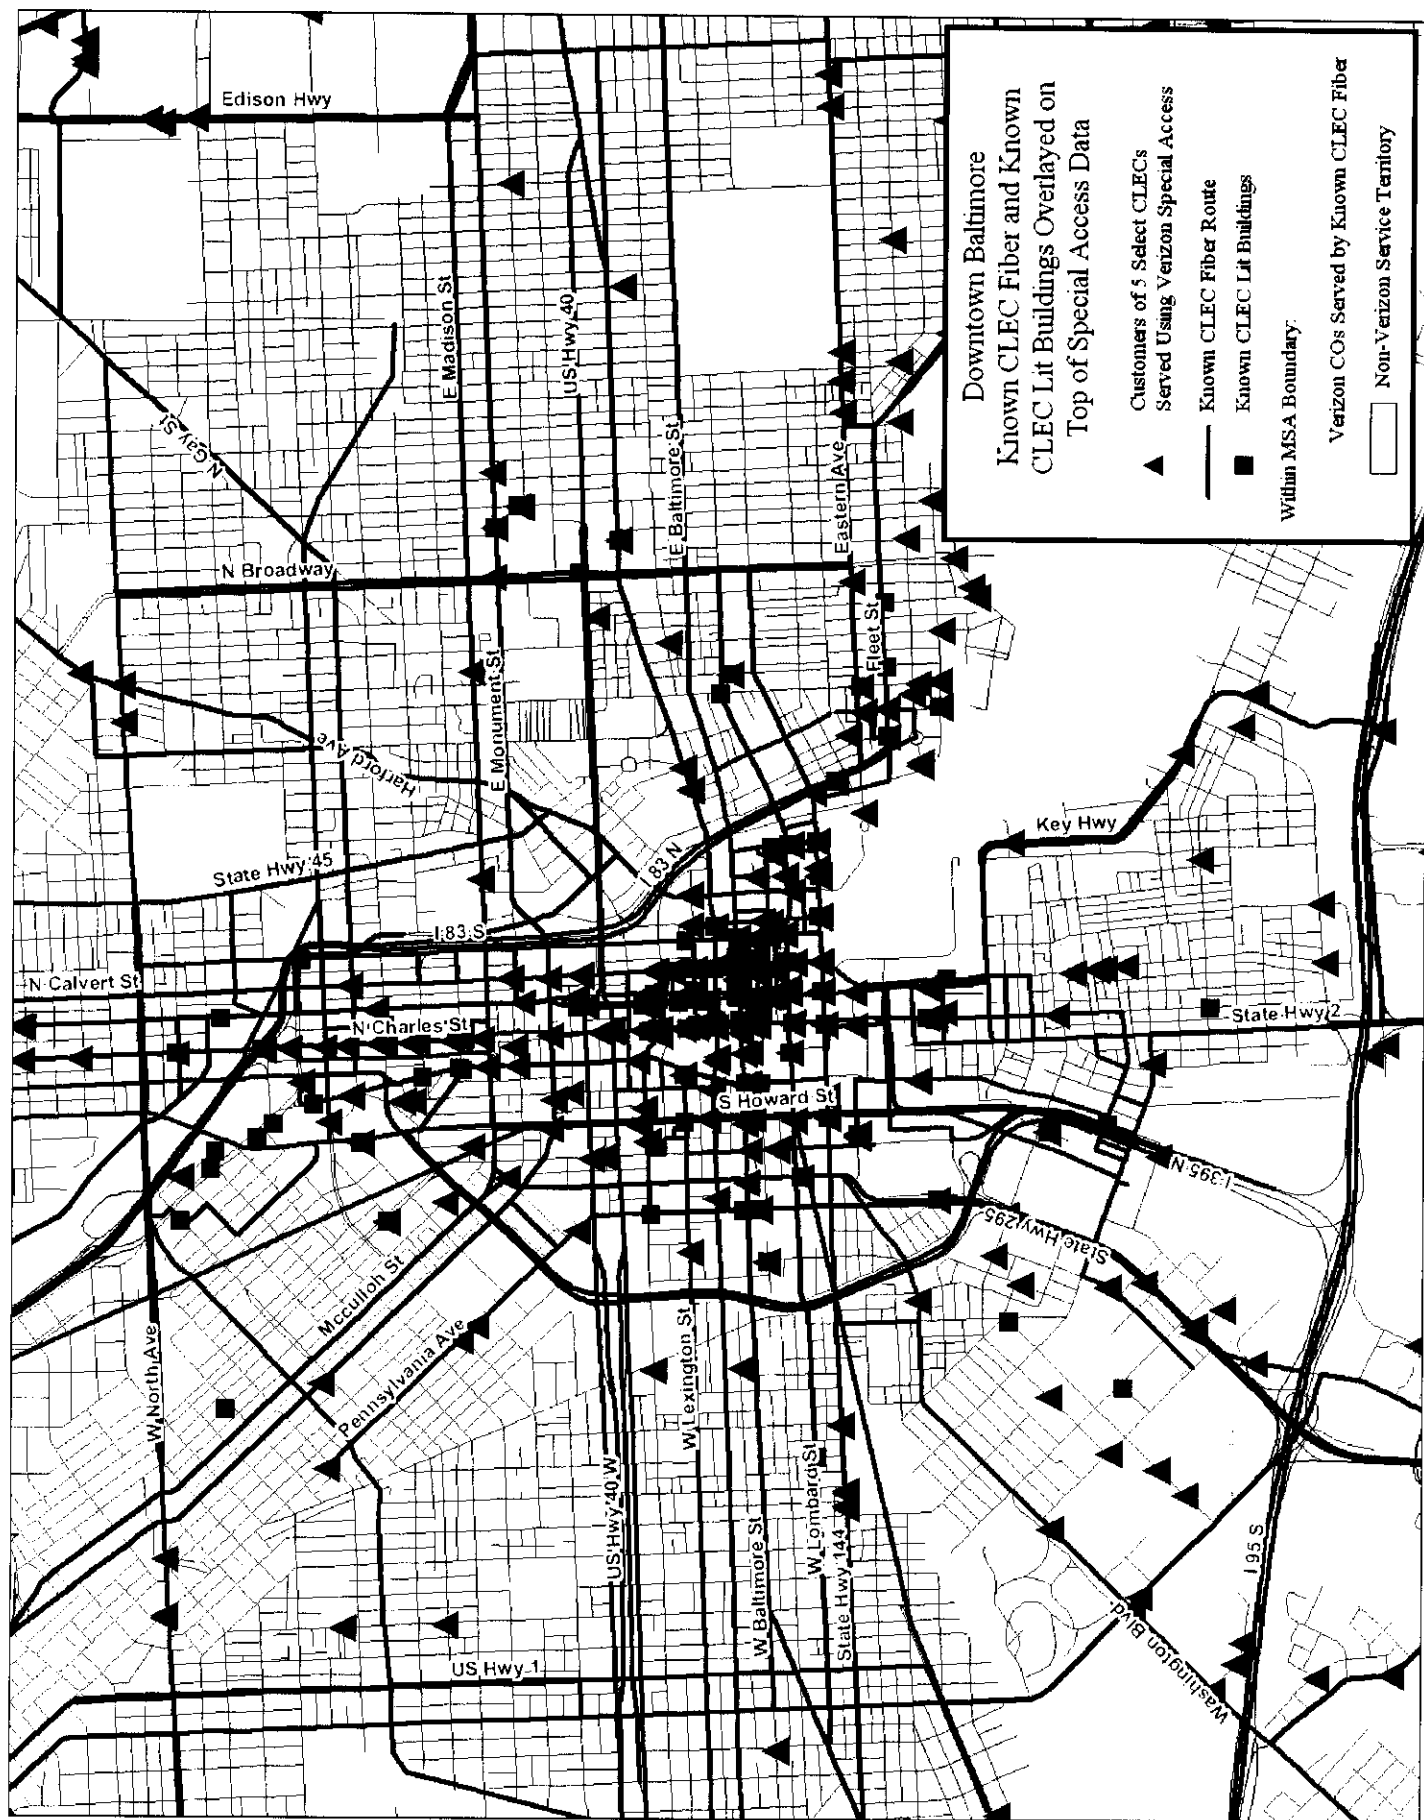 Downtown Baltimore
Known CLEC Fiber and Known
CLEC Lit Buildings Overlayed on
Top of Special Access Data
Customers of 5 Select CLECs
Served Using Verizon Special Access
Known CLEC Fiber Route
Known CLEC Lit Buildings
Within MSA Boundary:
Verizon COs Served by Known CLEC Fiber
Non-Verizon Service Territory
Edison Hwy
E Madison St
US Hwy 40
N Gay St
E Baltimore St
Eastern Ave
N Broadway
Fleet St
E Monument St
Harford Ave
Key Hwy
State Hwy 45
I 83 N
I 83 S
N Calvert St
N Charles St
State Hwy 2
S Howard St
I 395 N
State Hwy 295
Mcculloh St
Pennsylvania Ave
W North Ave
W Lexington St
US Hwy 40 W
W Lombard St
W Baltimore St
State Hwy 144
I 95 S
Washington Blvd
US Hwy 1